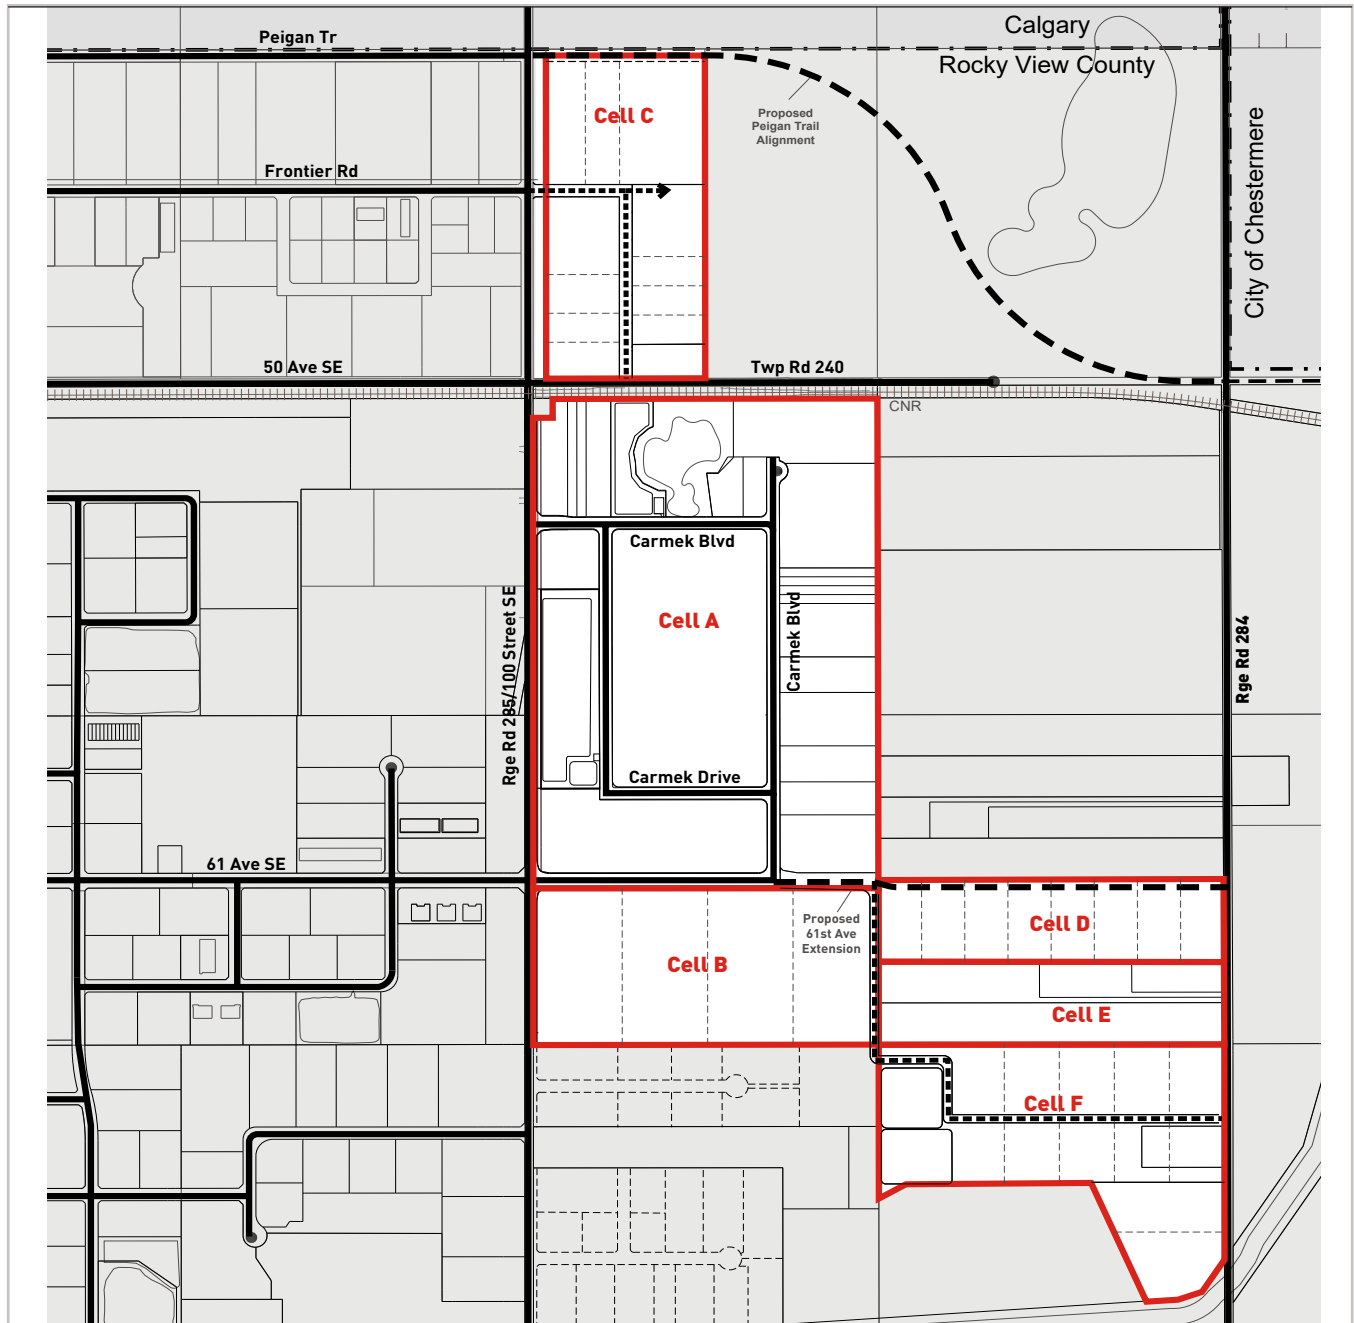 Calgary
Peigan Tr
Rocky View County
Cell C
Proposed
Peigan Trail
Alignment
City of Chestermere
Frontier Rd
50 Ave SE
Twp Rd 240
CNR
Carmek Blvd
Cell A
Carmek Blvd
Rge Rd 285/100 Street SE
Rge Rd 284
Carmek Drive
61 Ave SE
Proposed
61st Ave
Extension
Cell D
Cell B
Cell E
Cell F